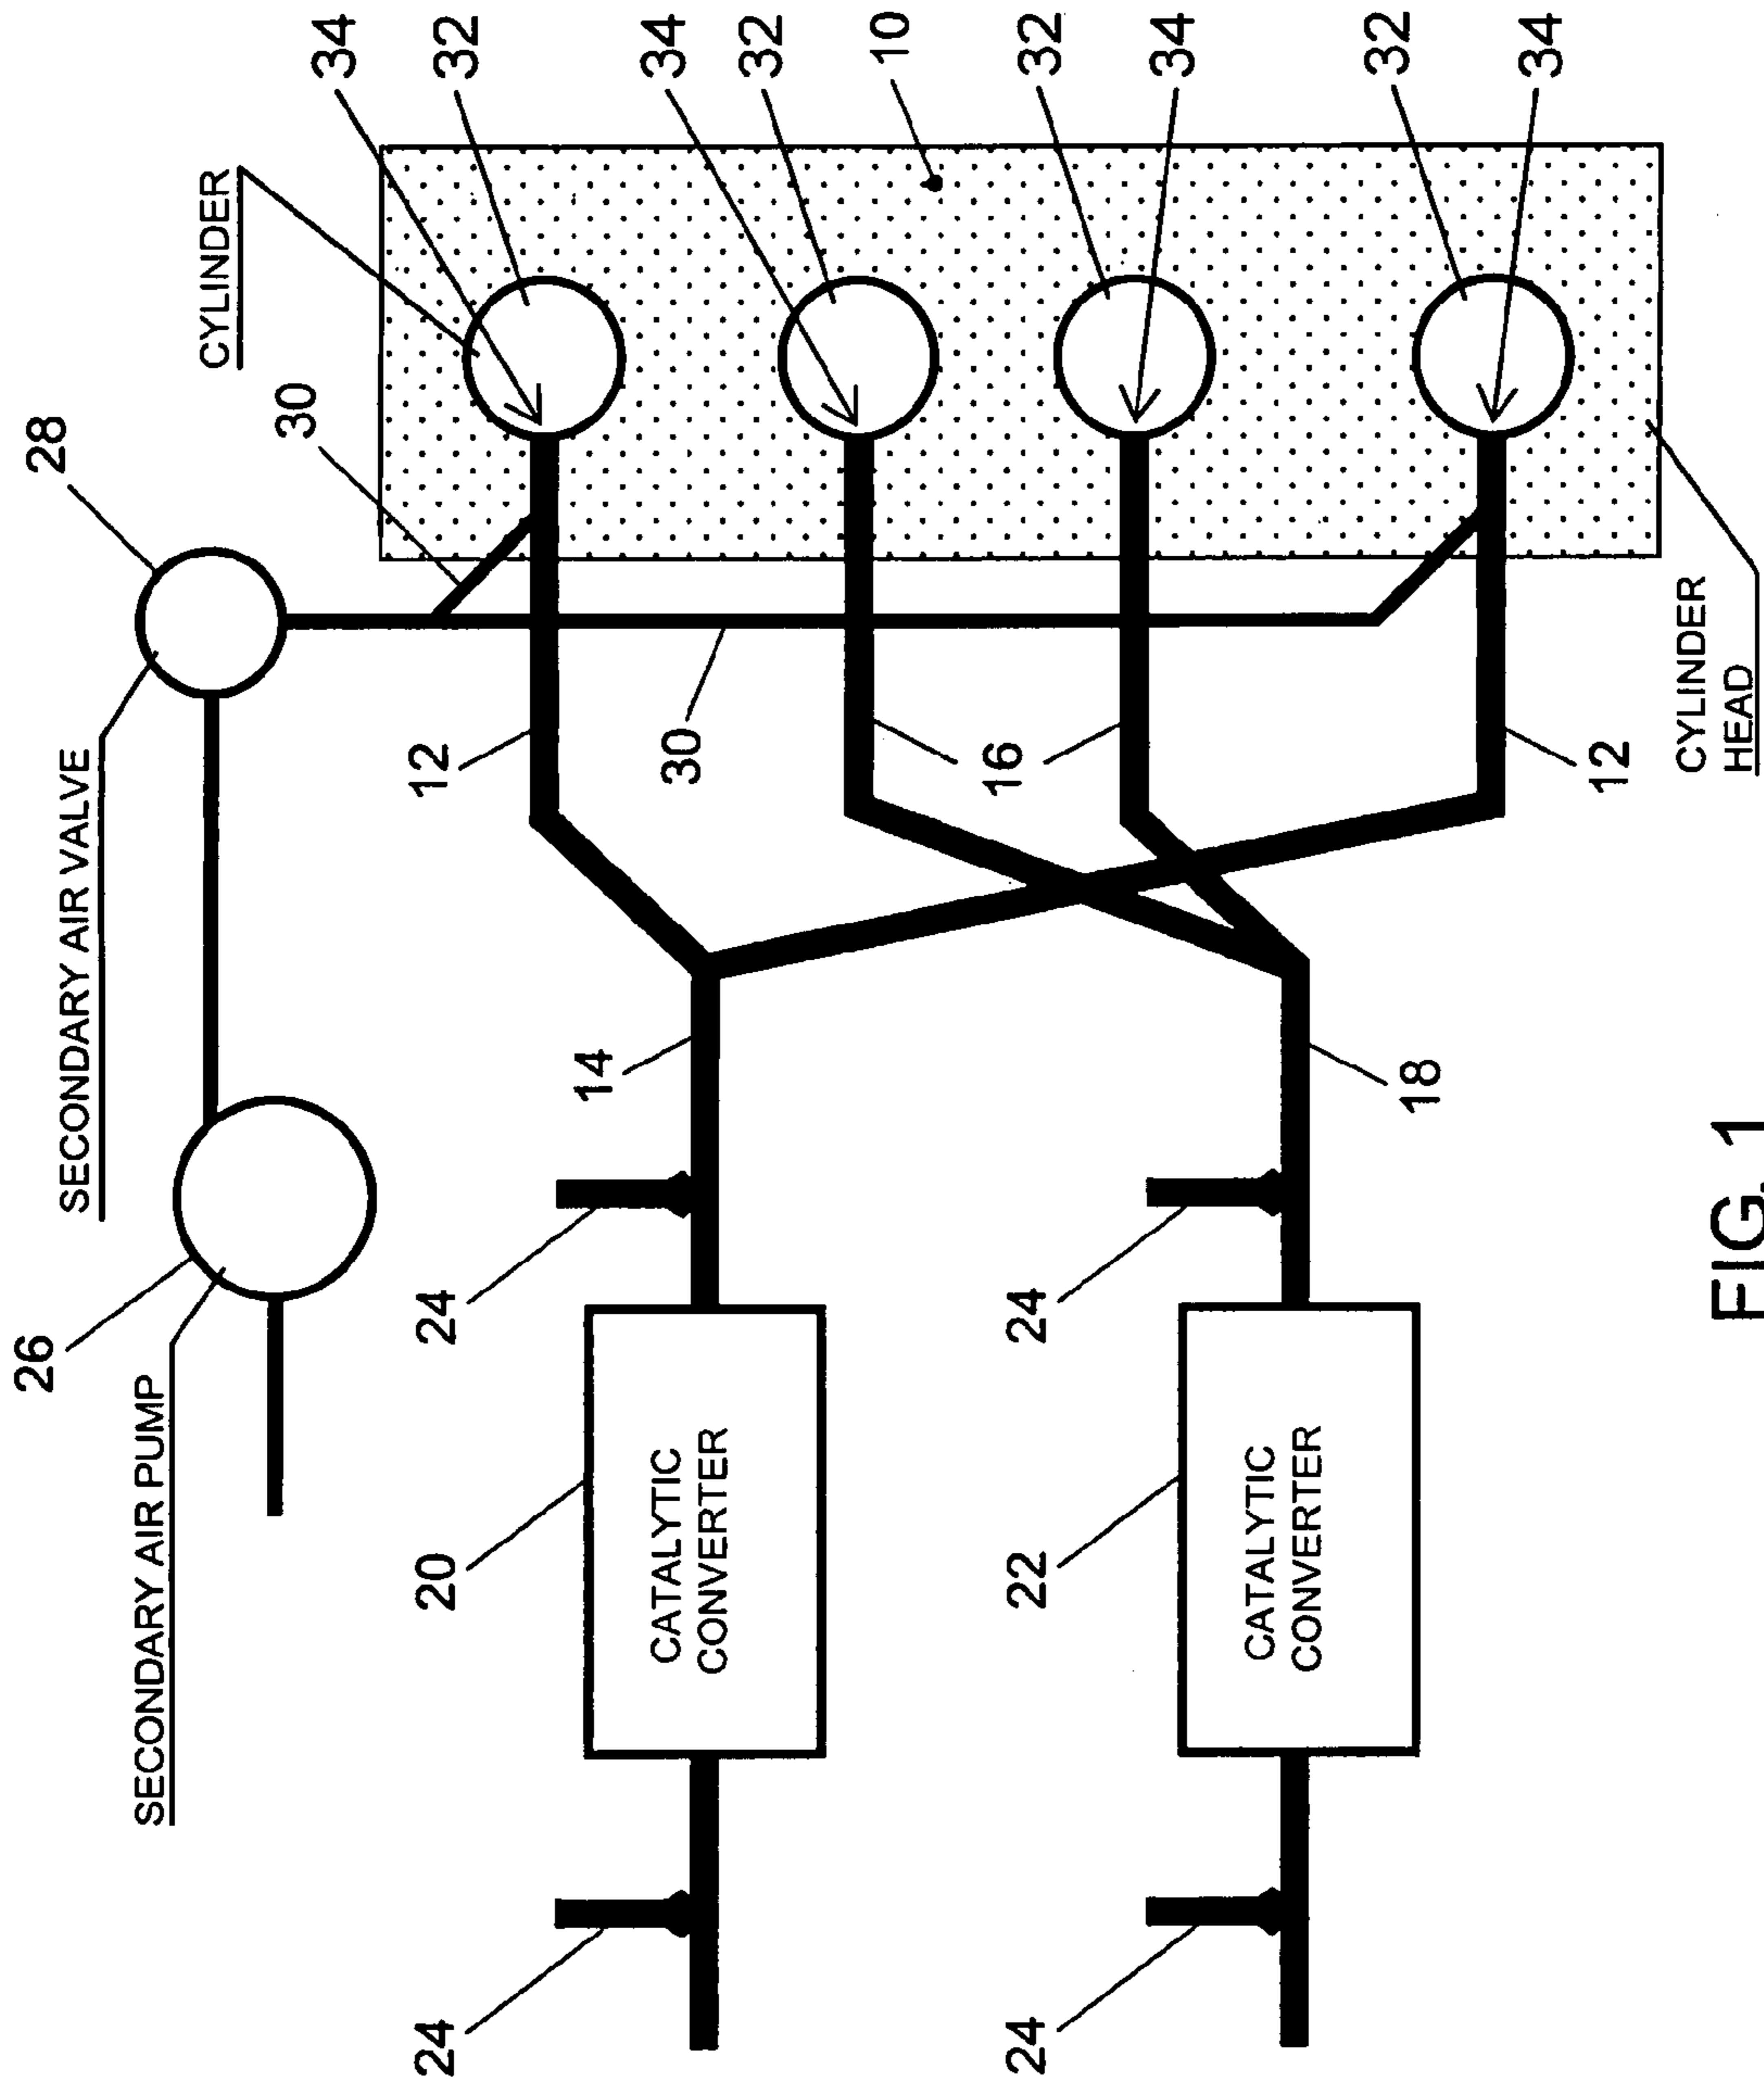 26
28
SECONDARY AIR VALVE
SECONDARY AIR PUMP
CYLINDER
30
34
24
20
24
12
32
14
34
CATALYTIC
CONVERTER
30
32
10
16
24
22
24
32
34
CATALYTIC
CONVERTER
32
18
34
12
CYLINDER
HEAD
FIG. 1